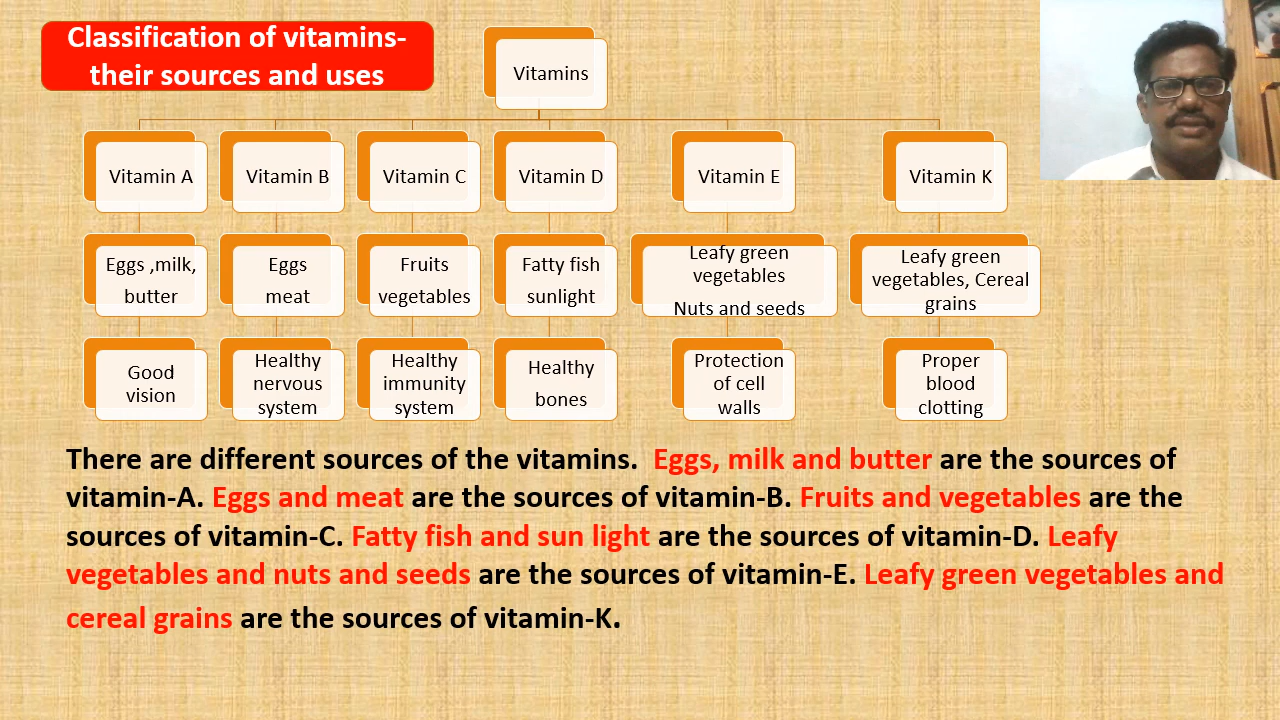 Classification of vitamins-
their sources and uses
Vitamins
Vitamin A
Vitamin B
Vitamin C
Vitamin D
Vitamin E
Vitamin K
Eggs ,milk,
butter
Eggs
meat
Fruits
vegetables
Fatty fish
sunlight
Leafy green
vegetables
Nuts and seeds
Leafy green
vegetables, Cereal
grains
Good
vision
Healthy
nervous
system
Healthy
immunity
system
Healthy
bones
Protection
of cell
walls
Proper
blood
clotting
There are different sources of the vitamins.  Eggs, milk and butter are the sources of
vitamin-A. Eggs and meat are the sources of vitamin-B. Fruits and vegetables are the
sources of vitamin-C. Fatty fish and sun light are the sources of vitamin-D. Leafy
vegetables and nuts and seeds are the sources of vitamin-E. Leafy green vegetables and
cereal grains are the sources of vitamin-K.